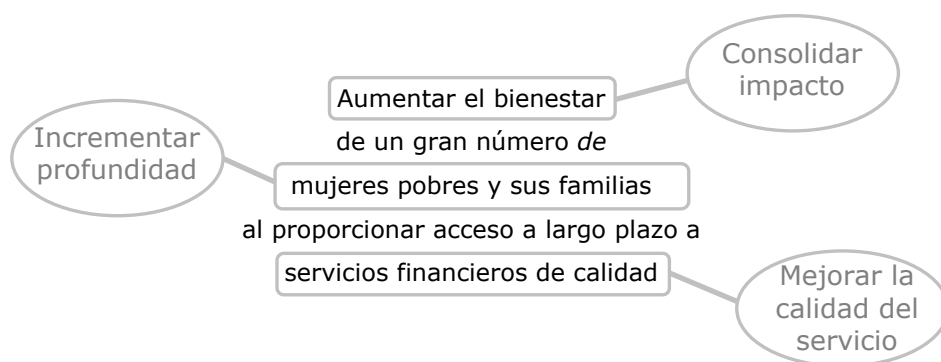 Consolidar
impacto
Aumentar el bienestar
de un gran número de
Incrementar
profundidad
mujeres pobres y sus familias
al proporcionar acceso a largo plazo a
servicios financieros de calidad
Mejorar la
calidad del
servicio